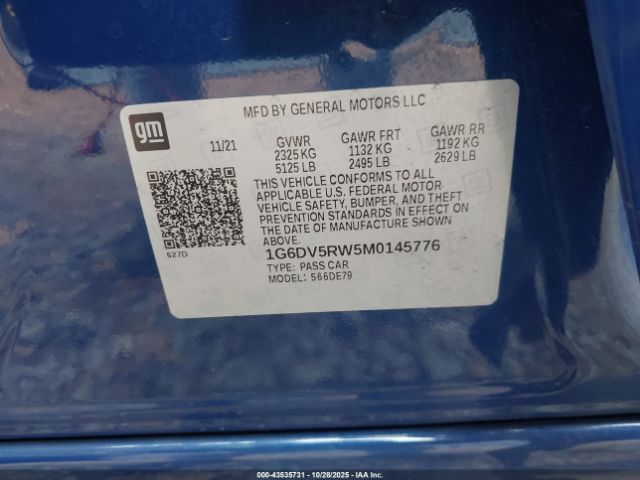 MFD BY GENERAL MOTORS LLC
gm
11/21 GVWR GAWR FRT GAWR RR
2325 KG 1132 KG 1192 KG
5125 LB 2495 LB 2629 LB
THIS VEHICLE CONFORMS TO ALL
APPLICABLE U.S. FEDERAL MOTOR
VEHICLE SAFETY, BUMPER, AND THEFT
PREVENTION STANDARDS IN EFFECT ON
THE DATE OF MANUFACTURE SHOWN
ABOVE.
627D
1G6DV5RW5M0145776
TYPE: PASS CAR
MODEL: 566DE79
000-43535731 | 10/28/2025 - IAA Inc.